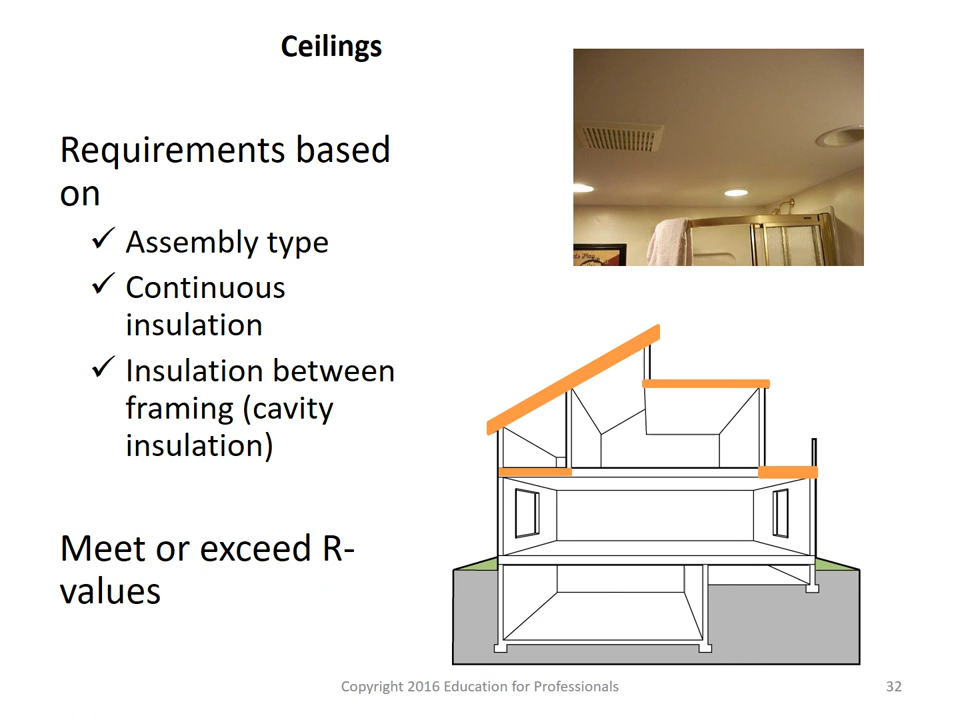 Ceilings
Requirements based
on
✓ Assembly type
✓ Continuous
insulation
✓ Insulation between
framing (cavity
insulation)
Meet or exceed R-
values
Copyright 2016 Education for Professionals
32